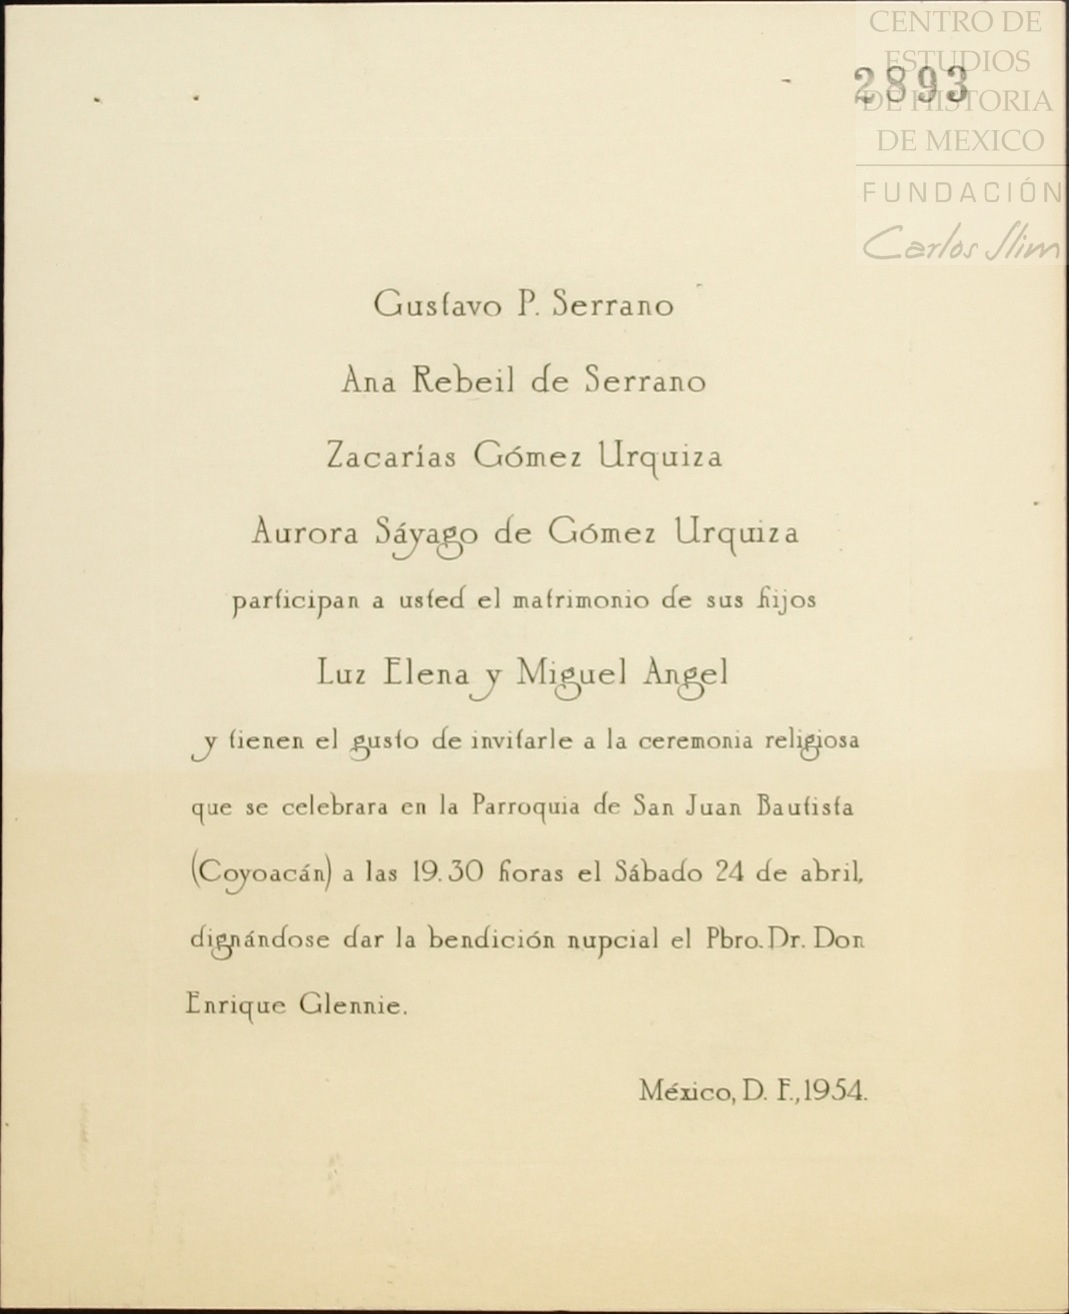 CENTRO DE
ESTUDIOS
DE HISTORIA
DE MEXICO
FUNDACIÓN
Carlos Slim
2893
Gustavo P. Serrano
Ana Rebeil de Serrano
Zacarías Gómez Urquiza
Aurora Sáyago de Gómez Urquiza
participan a usted el matrimonio de sus hijos
Luz Elena y Miguel Angel
y tienen el gusto de invitarle a la ceremonia religiosa
que se celebrara en la Parroquia de San Juan Bautista
(Coyoacán) a las 19.30 horas el Sábado 24 de abril,
dignándose dar la bendición nupcial el Pbro. Dr. Don
Enrique Glennie.
México, D. F., 1954.